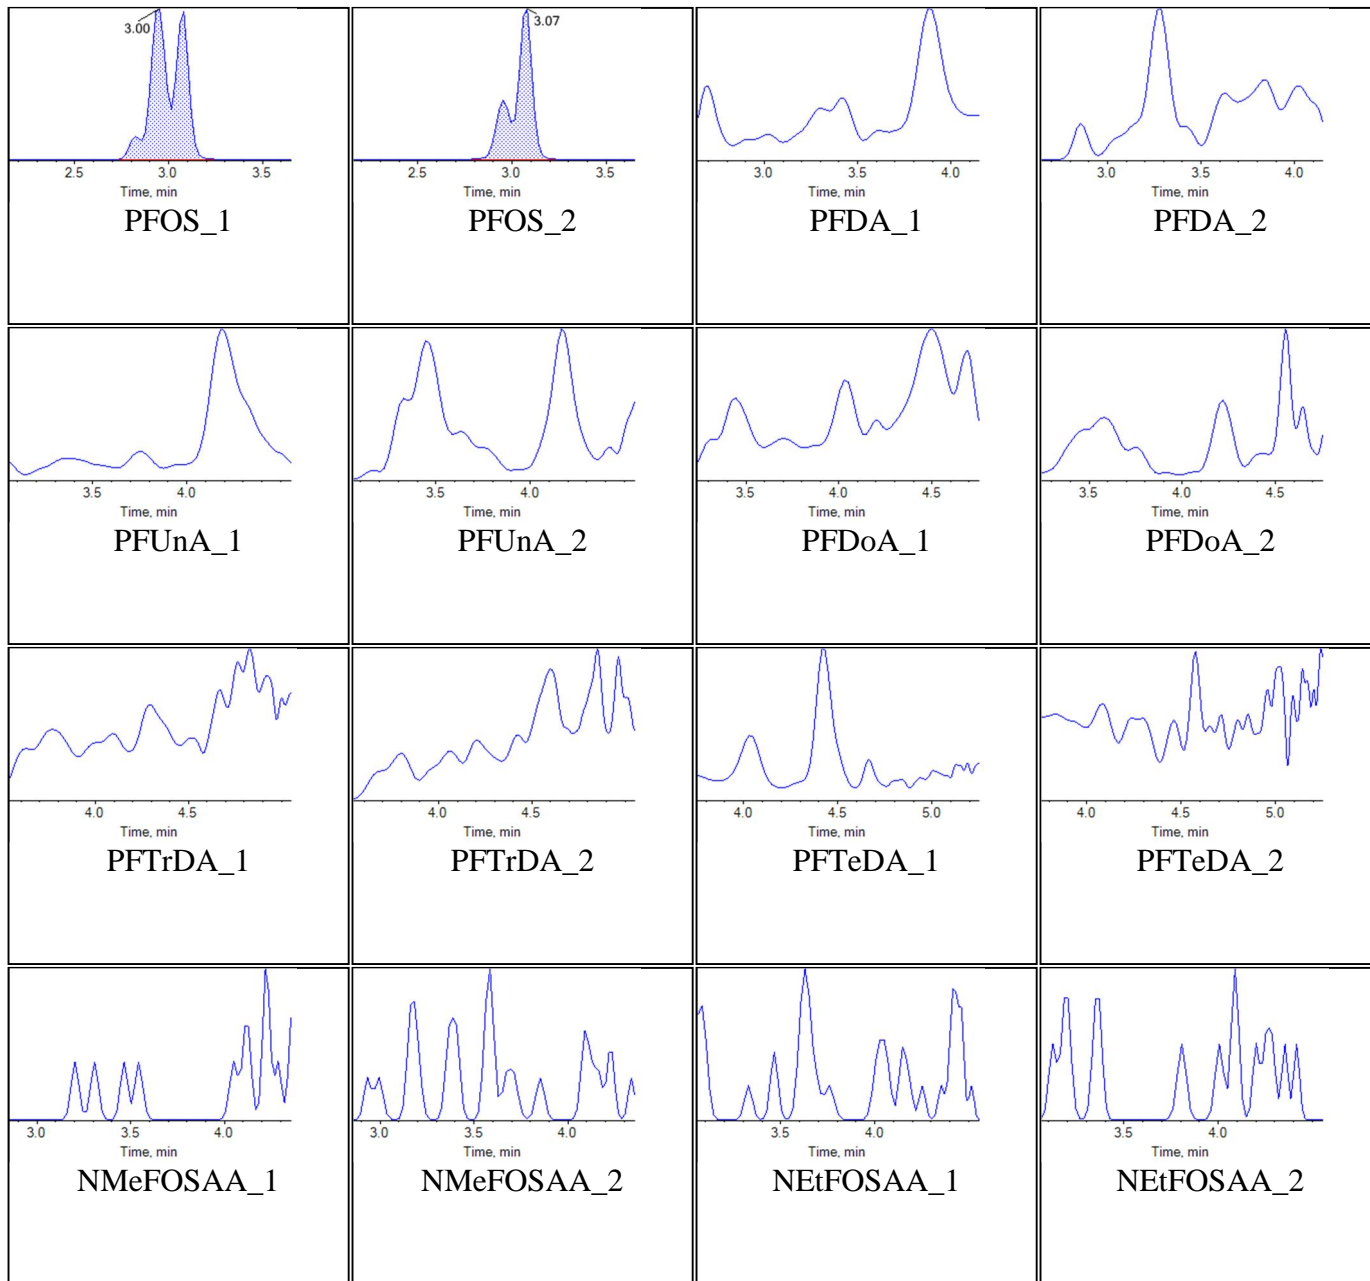 3.00
2.5 3.0 3.5
Time, min
PFOS_1
3.07
2.5 3.0 3.5
Time, min
PFOS_2
3.0 3.5 4.0
Time, min
PFDA_1
3.0 3.5 4.0
Time, min
PFDA_2
3.5 4.0
Time, min
PFUnA_1
3.5 4.0
Time, min
PFUnA_2
3.5 4.0 4.5
Time, min
PFDoA_1
3.5 4.0 4.5
Time, min
PFDoA_2
4.0 4.5
Time, min
PFTrDA_1
4.0 4.5
Time, min
PFTrDA_2
4.0 4.5 5.0
Time, min
PFTeDA_1
4.0 4.5 5.0
Time, min
PFTeDA_2
3.0 3.5 4.0
Time, min
NMeFOSAA_1
3.0 3.5 4.0
Time, min
NMeFOSAA_2
3.5 4.0
Time, min
NEtFOSAA_1
3.5 4.0
Time, min
NEtFOSAA_2